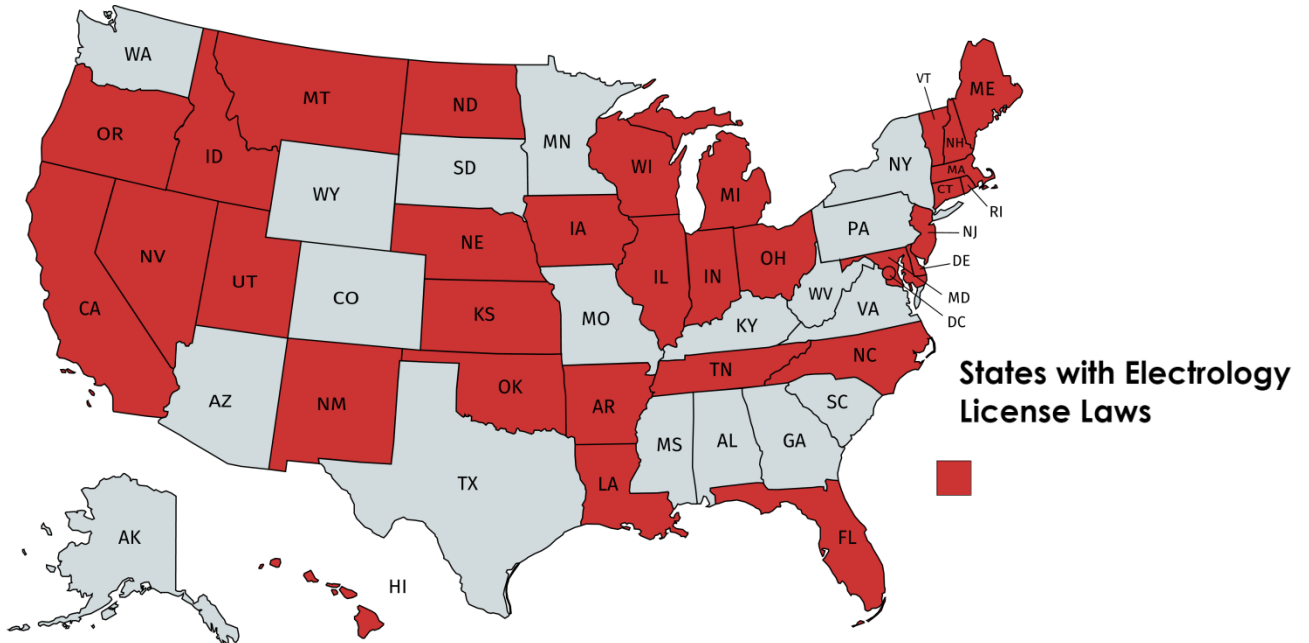 WA
MT
ND
MN
VT
ME
OR
ID
SD
WI
MI
NY
NH
MA
CT
RI
WY
NE
IA
PA
NJ
NV
UT
CO
KS
IL
IN
OH
DE
MD
DC
WV
VA
CA
MO
KY
TN
NC
AZ
NM
OK
AR
SC
MS
AL
GA
TX
LA
FL
AK
HI
States with Electrology
License Laws